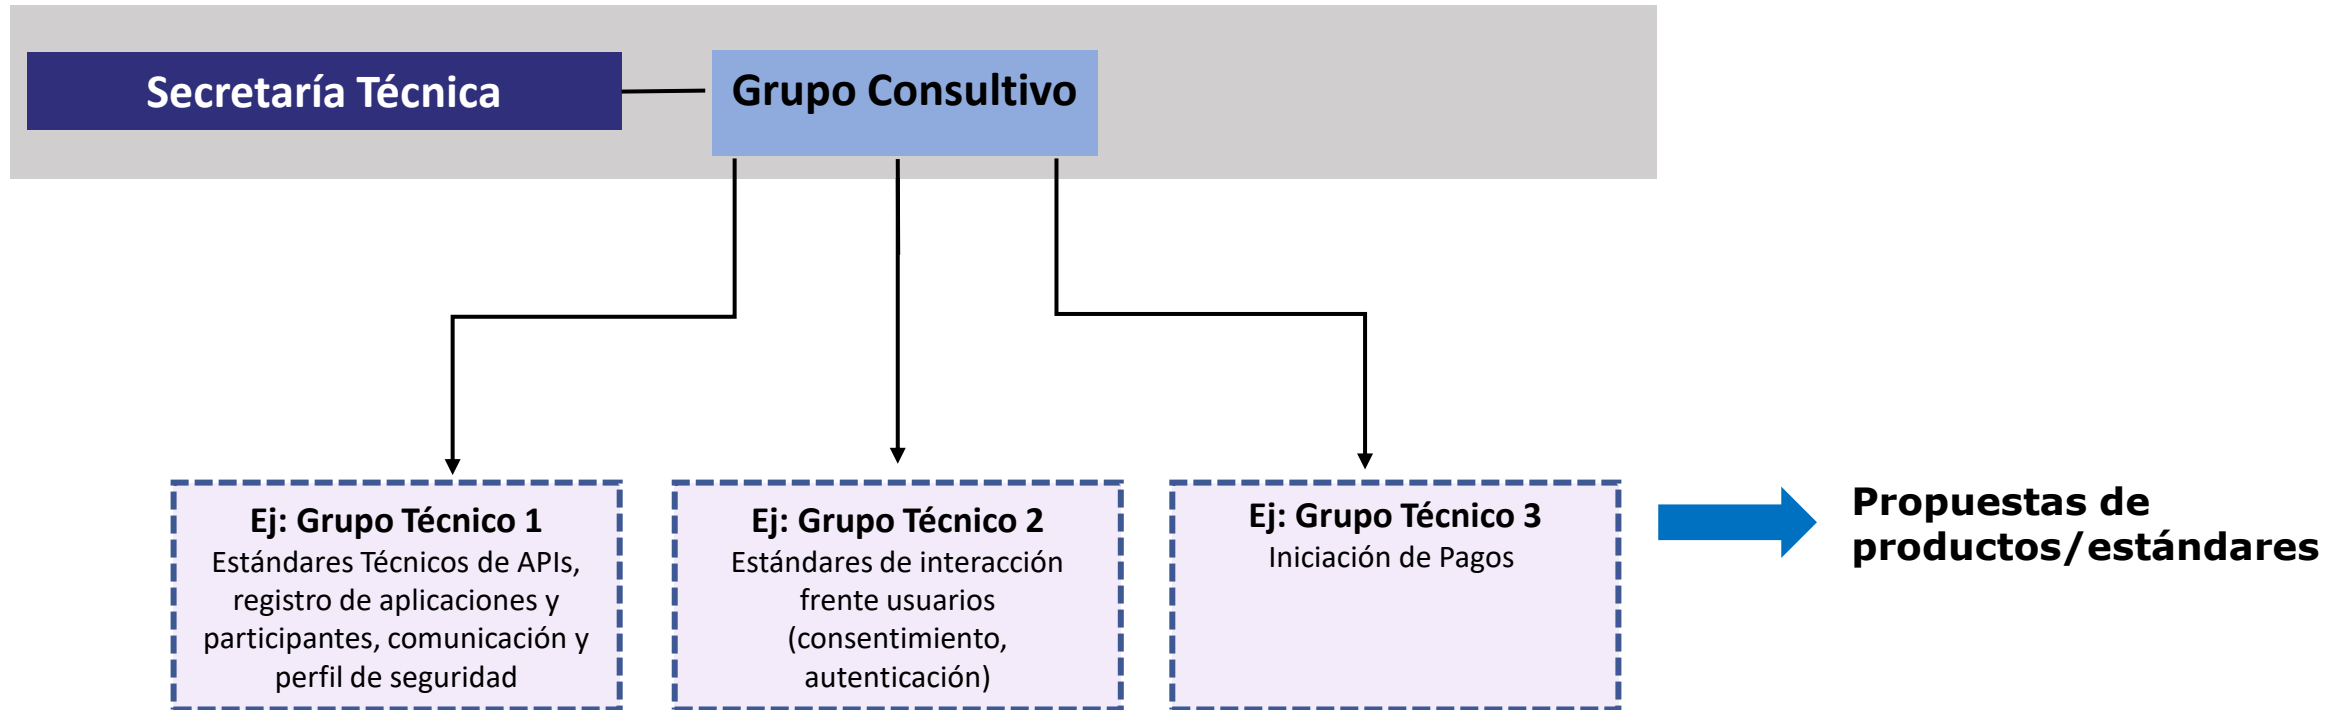 Secretaría Técnica
Grupo Consultivo
Ej: Grupo Técnico 1
Estándares Técnicos de APIs,
registro de aplicaciones y
participantes, comunicación y
perfil de seguridad
Ej: Grupo Técnico 2
Estándares de interacción
frente usuarios
(consentimiento,
autenticación)
Ej: Grupo Técnico 3
Iniciación de Pagos
Propuestas de
productos/estándares